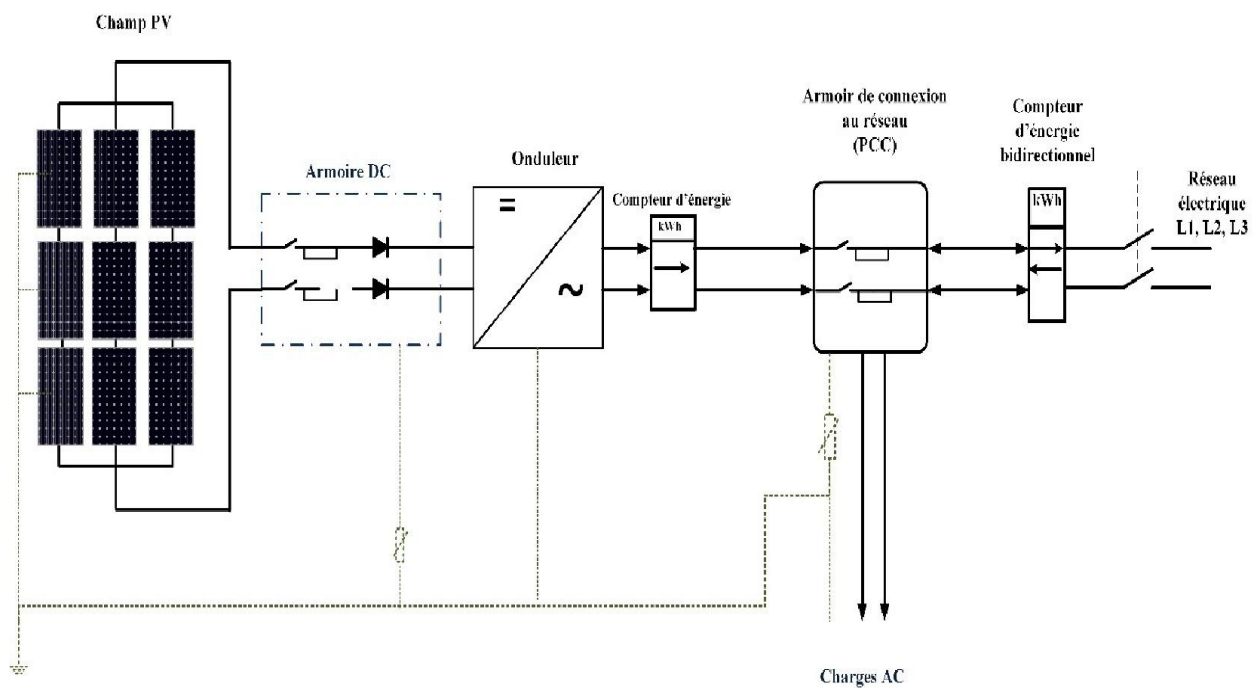 Champ PV
Armoire DC
Onduleur
=
~
Compteur d'énergie
kWh
Armoir de connexion
au réseau
(PCC)
Compteur
d'énergie
bidirectionnel
kWh
Réseau
électrique
L1, L2, L3
Charges AC